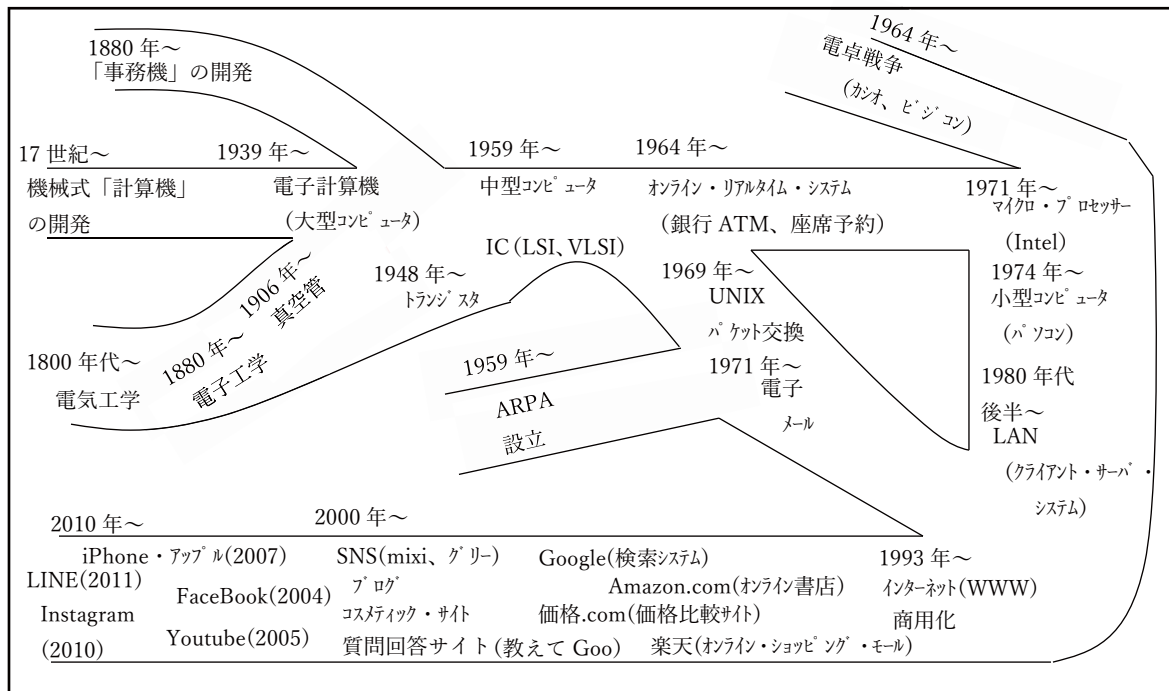 1880 年～
「事務機」の開発
1964 年～
電卓戦争
(ｶｼｵ、ﾋﾞｼﾞｺﾝ)
17 世紀～
機械式「計算機」
の開発
1939 年～
電子計算機
(大型ｺﾝﾋﾟｭｰﾀ)
1959 年～
中型ｺﾝﾋﾟｭｰﾀ
IC (LSI、VLSI)
1964 年～
ｵﾝﾗｲﾝ・ﾘｱﾙﾀｲﾑ・ｼｽﾃﾑ
(銀行 ATM、座席予約)
1971 年～
ﾏｲｸﾛ・ﾌﾟﾛｾｯｻｰ
(Intel)
1974 年～
小型ｺﾝﾋﾟｭｰﾀ
(ﾊﾟｿｺﾝ)
1980 年代
後半～
LAN
(ｸﾗｲｱﾝﾄ・ｻｰﾊﾞ・
ｼｽﾃﾑ)
1800 年代～
電気工学
1880 年～
電子工学
1906 年～
真空管
1948 年～
ﾄﾗﾝｼﾞｽﾀ
1959 年～
ARPA
設立
1969 年～
UNIX
ﾊﾟｹｯﾄ交換
1971 年～
電子
ﾒｰﾙ
1993 年～
ｲﾝﾀｰﾈｯﾄ(WWW)
商用化
2000 年～
SNS(mixi、ｸﾞﾘｰ)
ﾌﾞﾛｸﾞ
ｺｽﾒﾃｨｯｸ・ｻｲﾄ
質問回答サイト(教えて Goo)
Google(検索ｼｽﾃﾑ)
Amazon.com(ｵﾝﾗｲﾝ書店)
価格.com(価格比較ｻｲﾄ)
楽天(ｵﾝﾗｲﾝ・ｼｮｯﾋﾟﾝｸﾞ・ﾓｰﾙ)
2010 年～
iPhone・ｱｯﾌﾟﾙ(2007)
LINE(2011)
FaceBook(2004)
Instagram
(2010)
Youtube(2005)